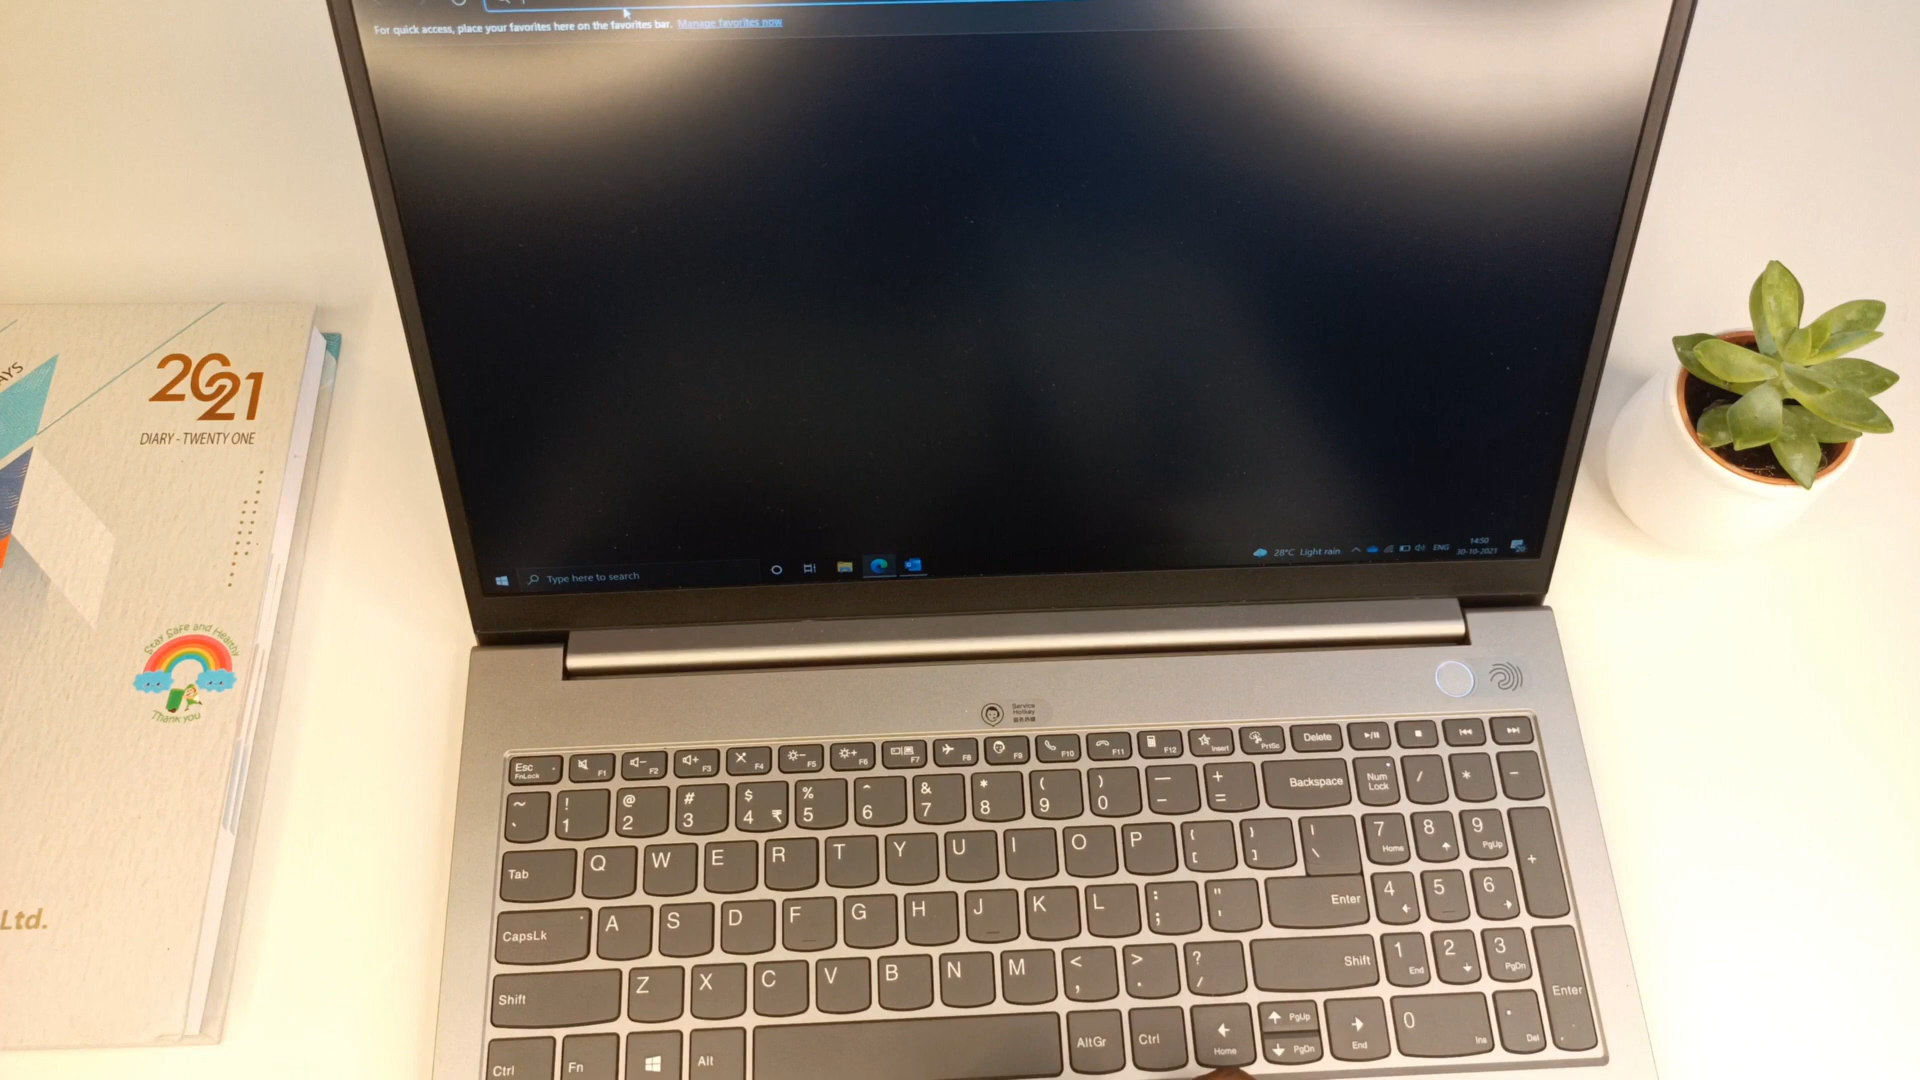 For quick access, place your favorites here on the favorites bar. Manage favorites now
AYS
2021
DIARY - TWENTY ONE
Stay Safe and Healthy
Thank you
Ltd.
Type here to search
28°C Light rain
ENG
14:50
30-10-2021
20
Service
Hotkey
Esc
FnLock
F1
F2
F3
F4
F5
F6
F7
F8
F9
F10
F11
F12
Insert
PrtSc
Delete
~ `
! 1
@ 2
# 3
$ 4 ₹
% 5
^ 6
& 7
* 8
( 9
) 0
_ -
+ =
Backspace
Num
Lock
/
*
-
Tab
Q W E R T Y U I O P
{ [
} ]
| \
7 Home
8
9 PgUp
+
CapsLk
A S D F G H J K L
: ;
" '
Enter
4
5
6
Shift
Z X C V B N M
< ,
> .
? /
Shift
1 End
2
3 PgDn
Enter
Ctrl
Fn
Alt
AltGr
Ctrl
Home
PgUp
PgDn
End
0 Ins
. Del